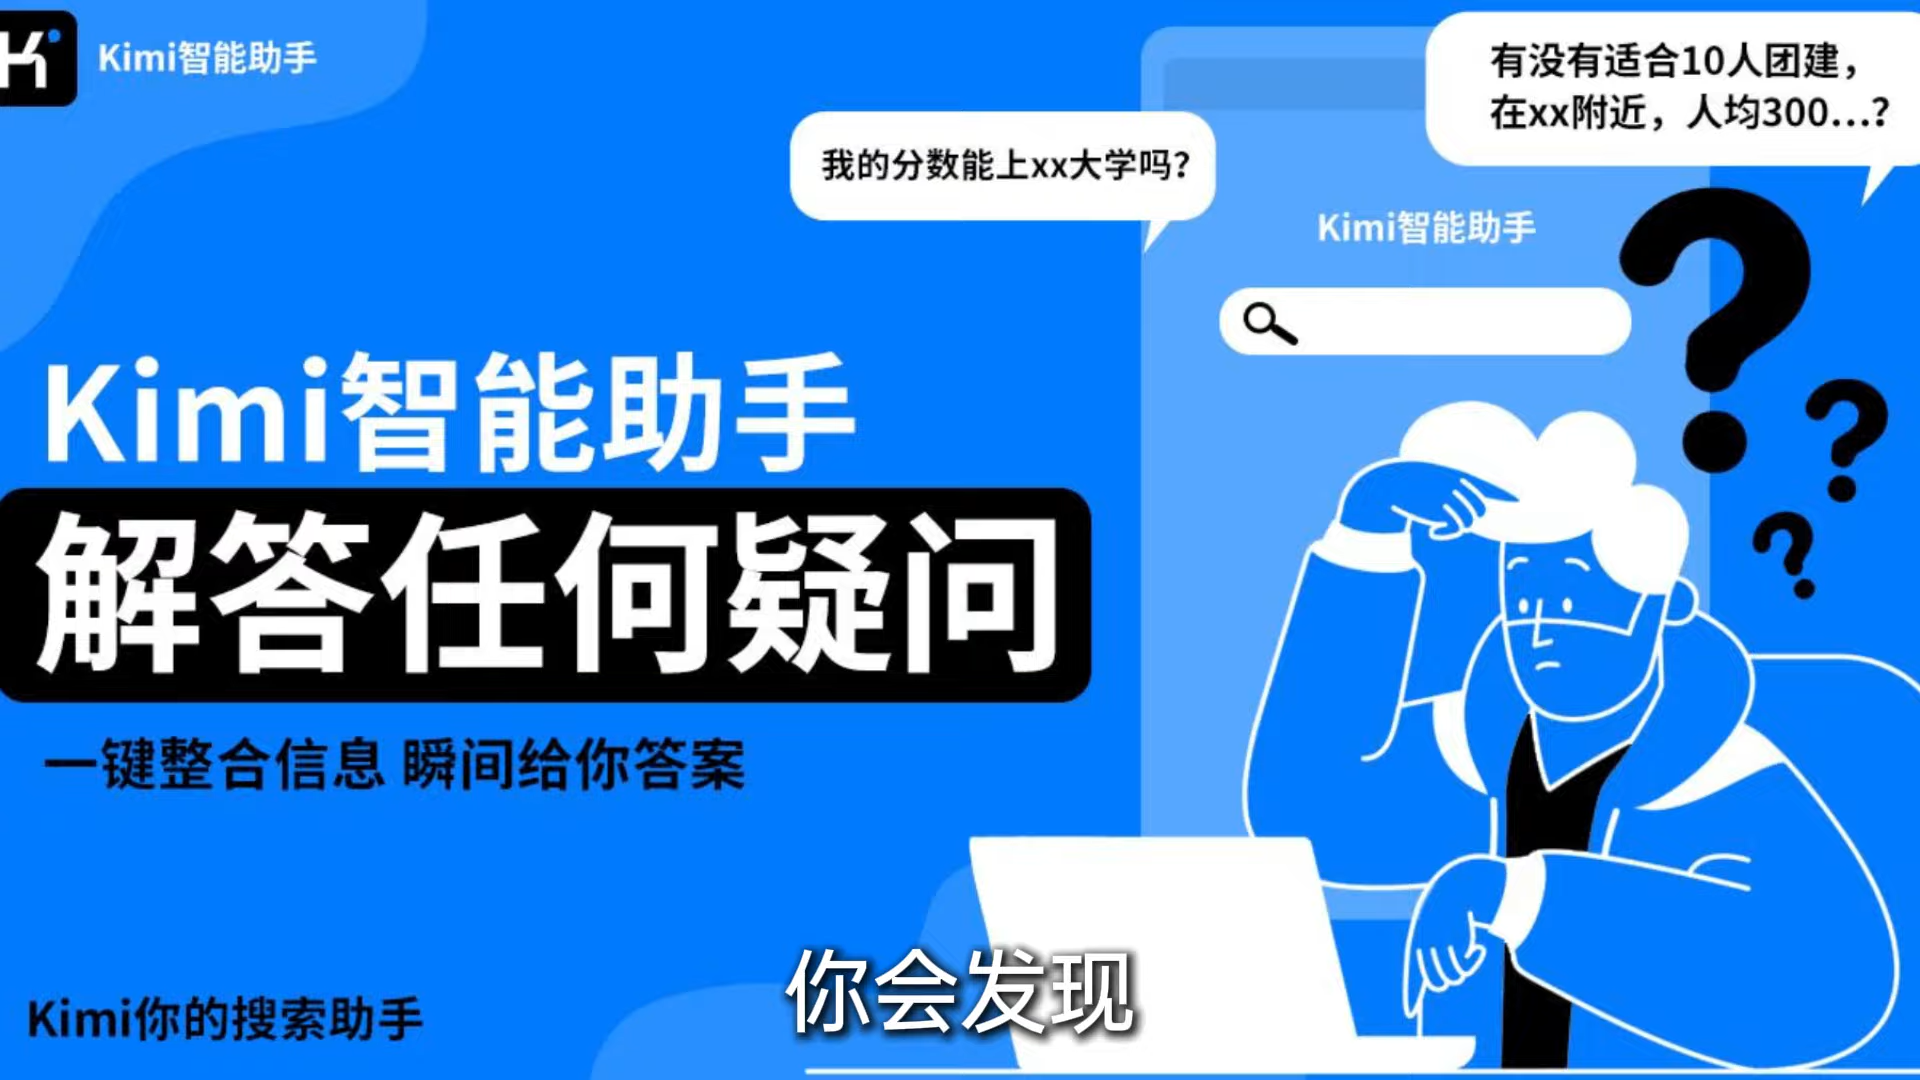 Kimi智能助手
有没有适合10人团建，
在xx附近，人均300...？
我的分数能上xx大学吗？
Kimi智能助手
Kimi智能助手
解答任何疑问
一键整合信息 瞬间给你答案
Kimi你的搜索助手
你会发现